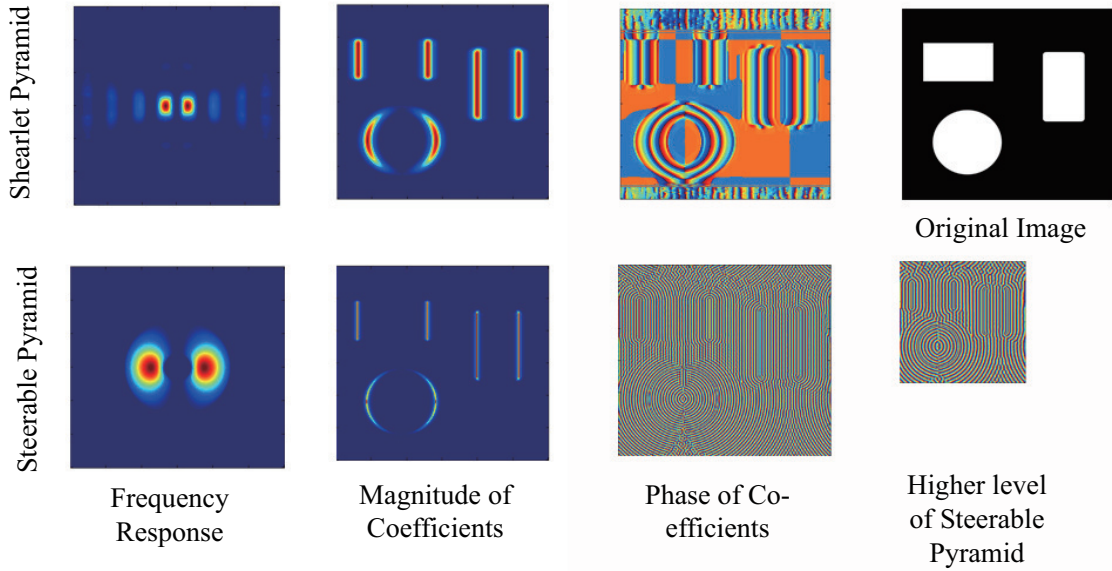 Shearlet Pyramid
Original Image
Steerable Pyramid
Frequency
Response
Magnitude of
Coefficients
Phase of Co-
efficients
Higher level
of Steerable
Pyramid